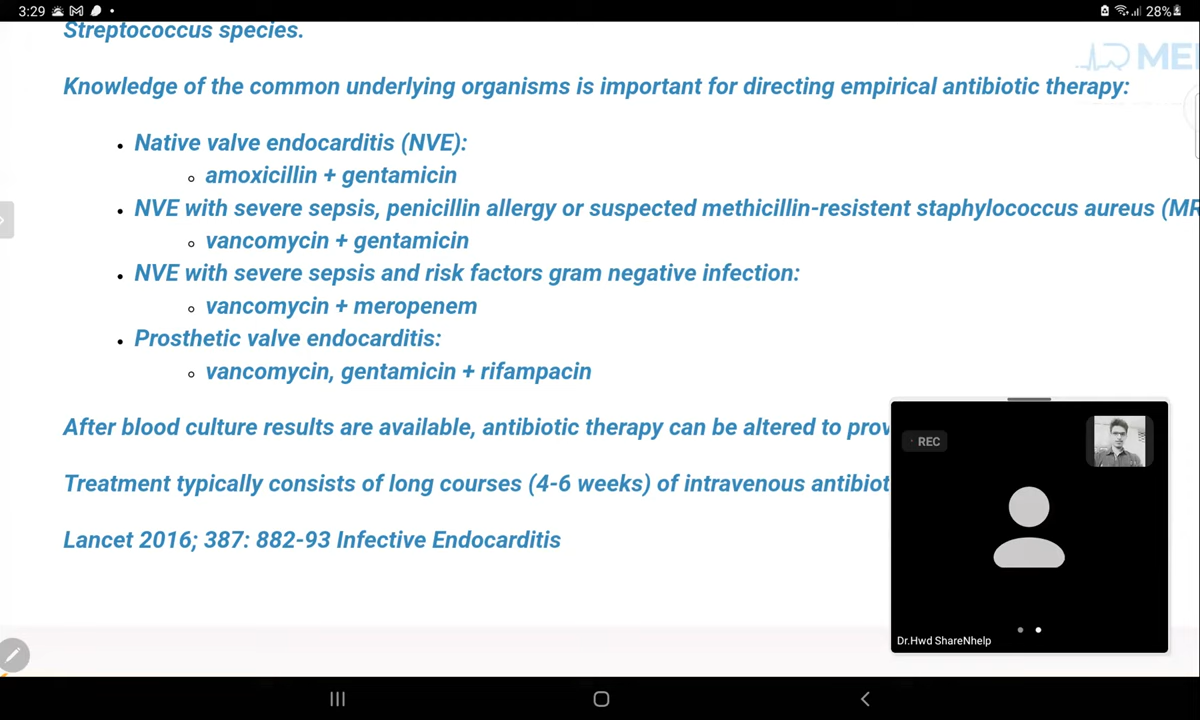 3:29
28%
Streptococcus species.
Knowledge of the common underlying organisms is important for directing empirical antibiotic therapy:
• Native valve endocarditis (NVE):
amoxicillin + gentamicin
• NVE with severe sepsis, penicillin allergy or suspected methicillin-resistant staphylococcus aureus (MR
vancomycin + gentamicin
• NVE with severe sepsis and risk factors gram negative infection:
vancomycin + meropenem
• Prosthetic valve endocarditis:
vancomycin, gentamicin + rifampacin
After blood culture results are available, antibiotic therapy can be altered to prov
Treatment typically consists of long courses (4-6 weeks) of intravenous antibiot
Lancet 2016; 387: 882-93 Infective Endocarditis
REC
Dr.Hwd ShareNhelp